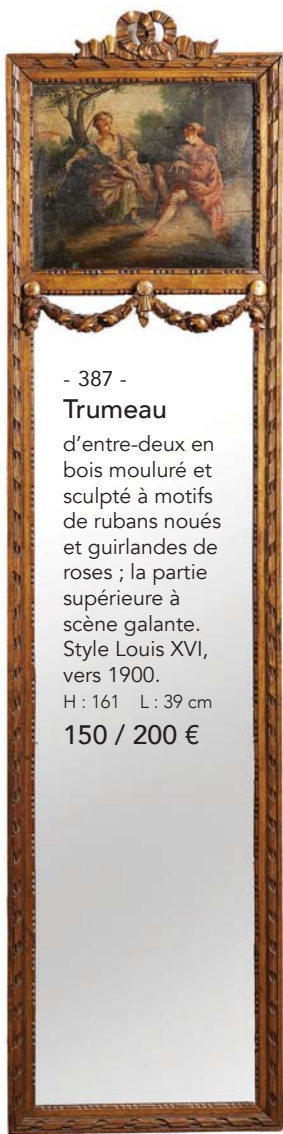 - 387 -
Trumeau
d'entre-deux en
bois mouluré et
sculpté à motifs
de rubans noués
et guirlandes de
roses ; la partie
supérieure à
scène galante.
Style Louis XVI,
vers 1900.
H : 161 L : 39 cm
150 / 200 €